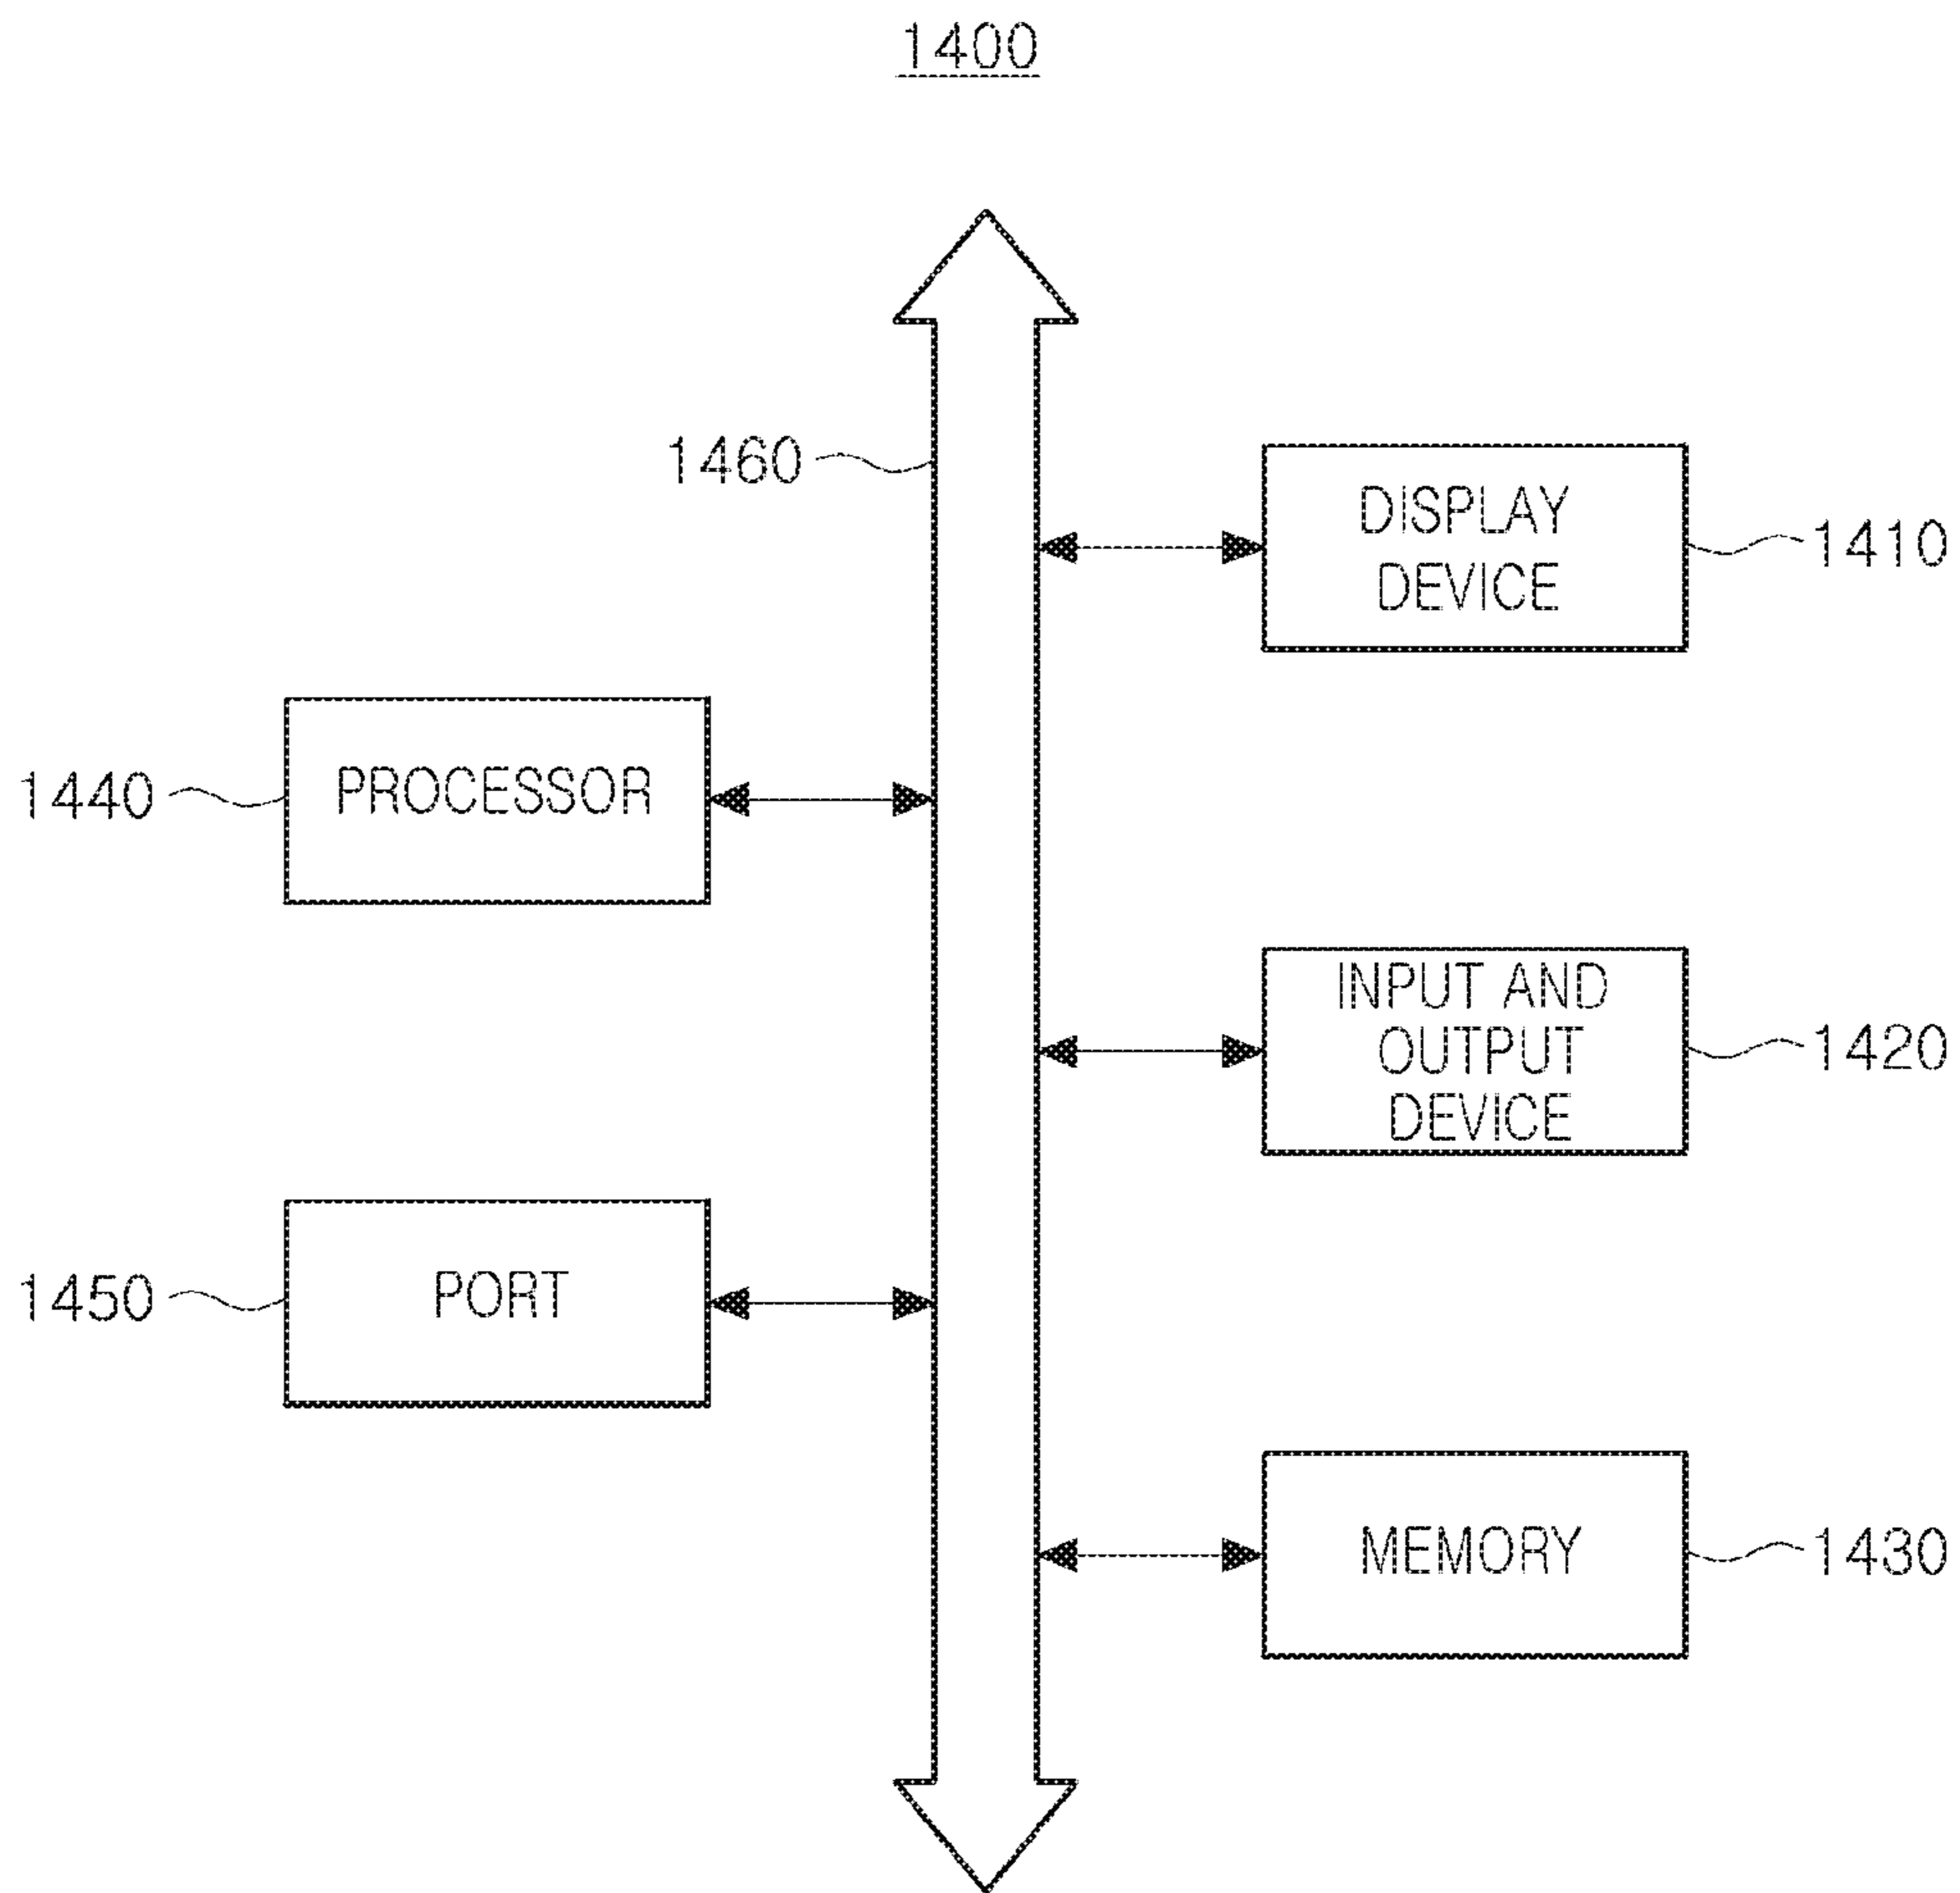 1400
1460
DISPLAY
DEVICE
1410
1440
PROCESSOR
INPUT AND
OUTPUT
DEVICE
1420
1450
PORT
MEMORY
1430